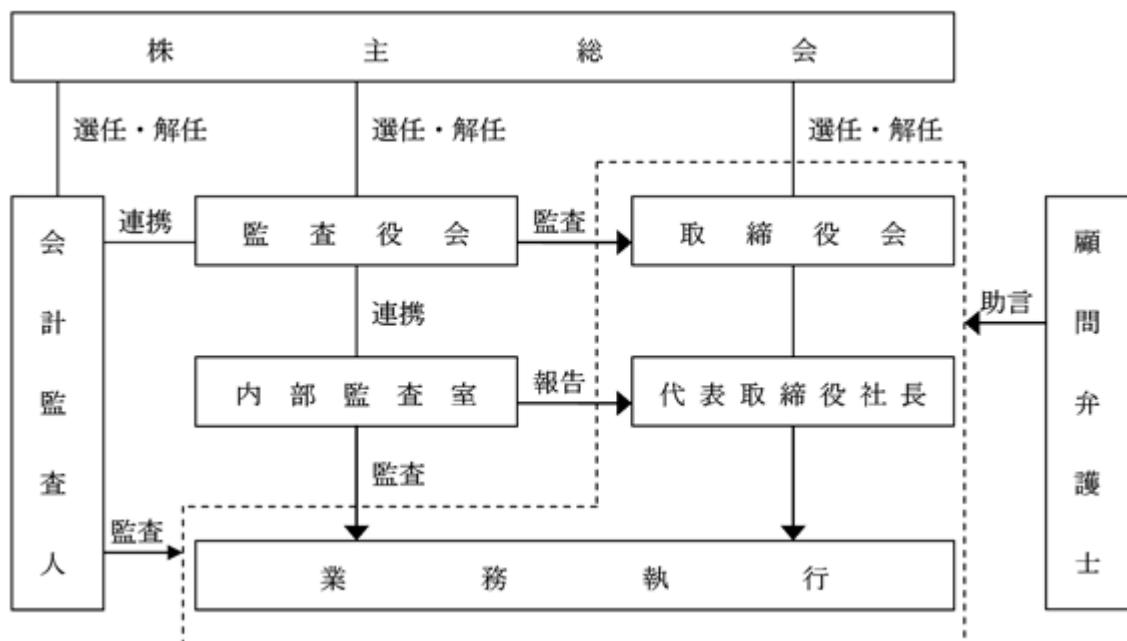 株主総会
選任・解任
選任・解任
選任・解任
会計監査人
連携
監査役会
監査
取締役会
顧問弁護士
助言
連携
内部監査室
報告
代表取締役社長
監査
監査
業務執行